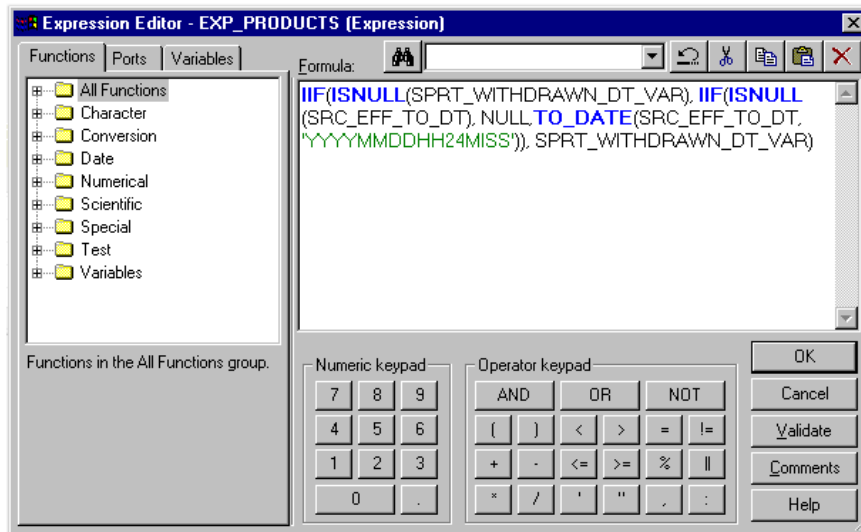 Expression Editor - EXP_PRODUCTS (Expression)
Functions Ports Variables
Formula:
All Functions
Character
Conversion
Date
Numerical
Scientific
Special
Test
Variables
IIF(ISNULL(SPRT_WITHDRAWN_DT_VAR), IIF(ISNULL
(SRC_EFF_TO_DT), NULL,TO_DATE(SRC_EFF_TO_DT,
'YYYYMMDDHH24MISS')), SPRT_WITHDRAWN_DT_VAR)
Functions in the All Functions group.
Numeric keypad
7 8 9
4 5 6
1 2 3
0 .
Operator keypad
AND OR NOT
( ) < > = !=
+ - <= >= % ||
* / ' " , :
OK
Cancel
Validate
Comments
Help